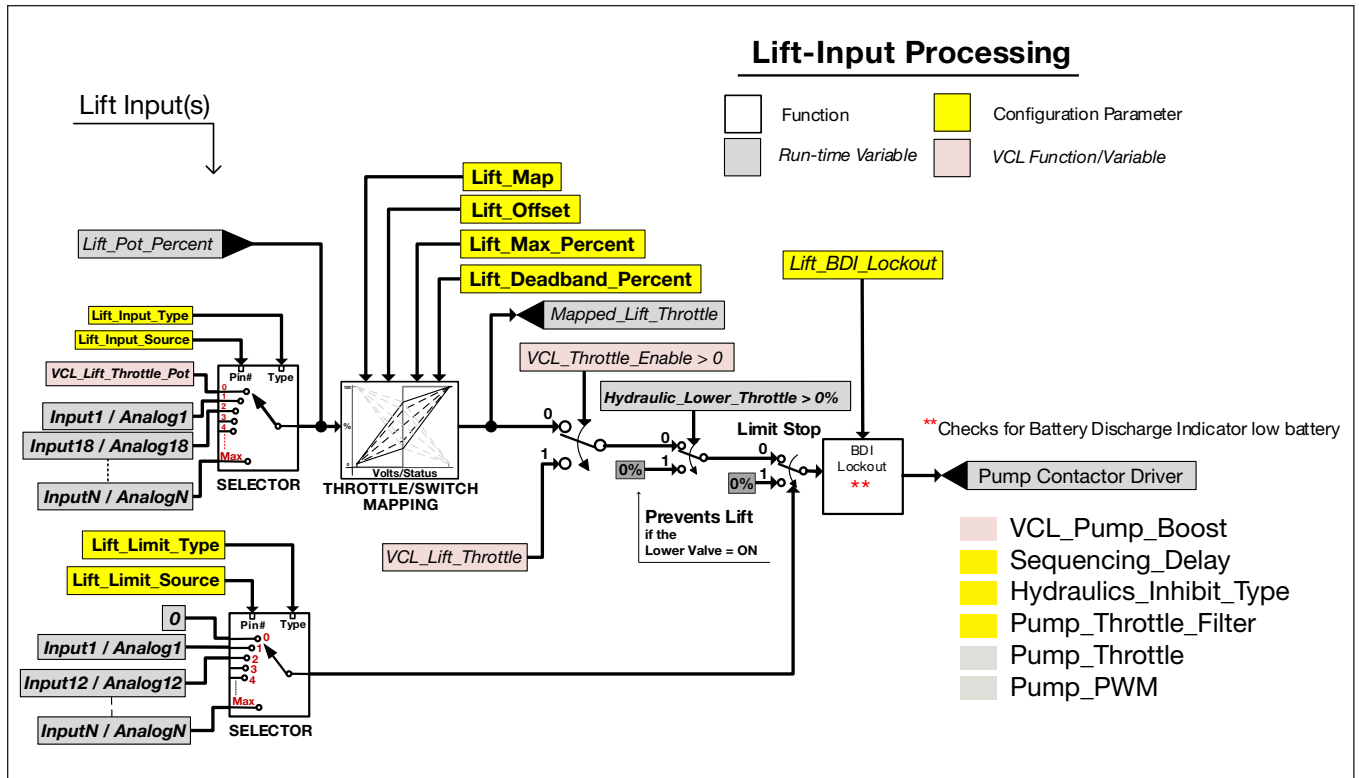 Lift-Input Processing
Lift Input(s)
Function
Configuration Parameter
Run-time Variable
VCL Function/Variable
Lift_Map
Lift_Offset
Lift_Max_Percent
Lift_Deadband_Percent
Lift_Pot_Percent
Lift_BDI_Lockout
Mapped_Lift_Throttle
Lift_Input_Type
Lift_Input_Source
VCL_Throttle_Enable > 0
VCL_Lift_Throttle_Pot
Pin#
Type
0
1
2
3
4
Max
Input1 / Analog1
Input18 / Analog18
InputN / AnalogN
SELECTOR
100
%
0
Volts/Status
THROTTLE/SWITCH
MAPPING
Hydraulic_Lower_Throttle > 0%
0
1
0
0%
1
Limit Stop
0
0%
1
BDI
Lockout
**
**Checks for Battery Discharge Indicator low battery
Pump Contactor Driver
Prevents Lift
if the
Lower Valve = ON
VCL_Lift_Throttle
Lift_Limit_Type
Lift_Limit_Source
0
Input1 / Analog1
Input12 / Analog12
InputN / AnalogN
Pin#
Type
0
1
2
3
4
Max
SELECTOR
VCL_Pump_Boost
Sequencing_Delay
Hydraulics_Inhibit_Type
Pump_Throttle_Filter
Pump_Throttle
Pump_PWM